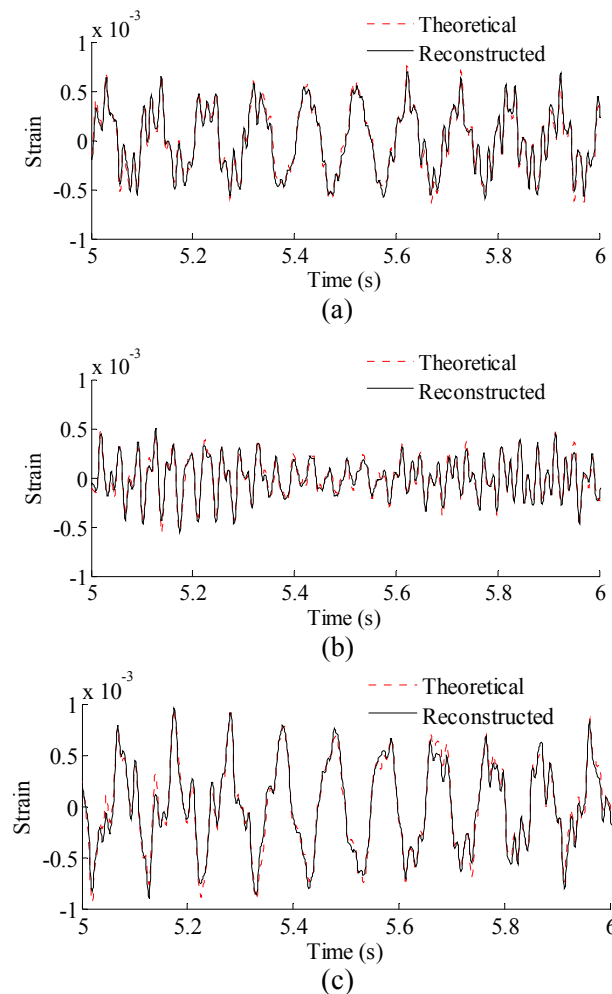 x 10-3
Theoretical
Reconstructed
1
0.5
0
-0.5
-1
Strain
5 5.2 5.4 5.6 5.8 6
Time (s)
(a)
x 10-3
Theoretical
Reconstructed
1
0.5
0
-0.5
-1
Strain
5 5.2 5.4 5.6 5.8 6
Time (s)
(b)
x 10-3
Theoretical
Reconstructed
1
0.5
0
-0.5
-1
Strain
5 5.2 5.4 5.6 5.8 6
Time (s)
(c)